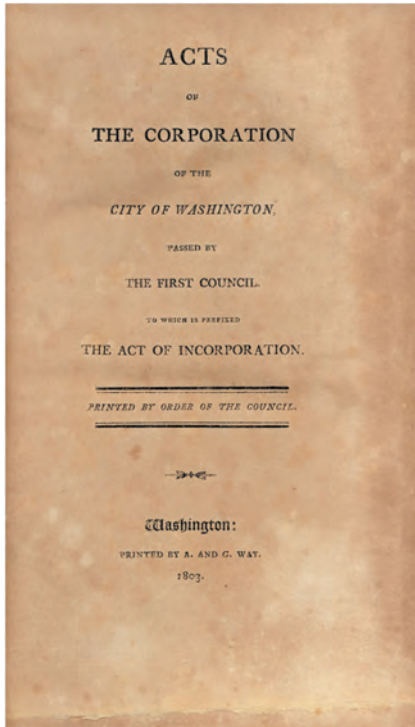 ACTS
OF
THE CORPORATION
OF THE
CITY OF WASHINGTON,
PASSED BY
THE FIRST COUNCIL.
TO WHICH IS PREFIXED
THE ACT OF INCORPORATION.
PRINTED BY ORDER OF THE COUNCIL.
Washington:
PRINTED BY A. AND G. WAY.
1803.